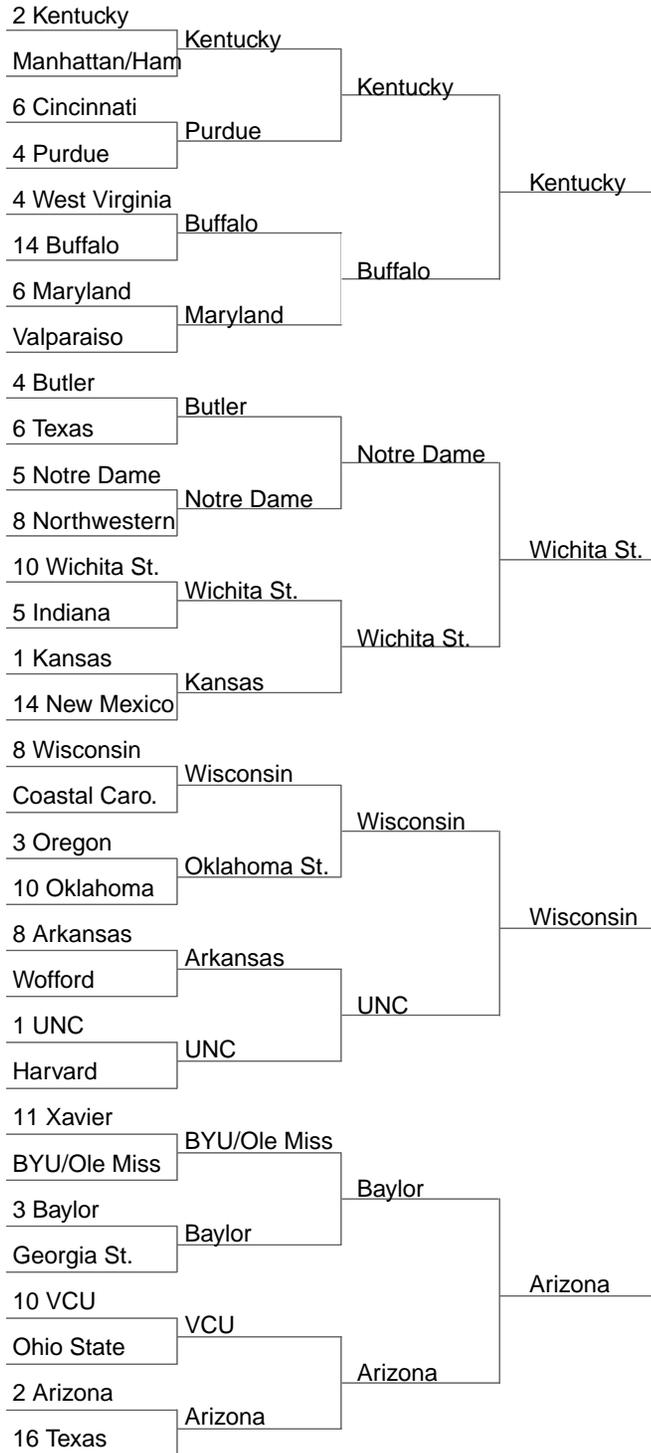 2 Kentucky
Kentucky
Manhattan/Ham
Kentucky
6 Cincinnati
Purdue
4 Purdue
Kentucky
4 West Virginia
Buffalo
14 Buffalo
Buffalo
6 Maryland
Maryland
Valparaiso
4 Butler
Butler
6 Texas
Notre Dame
5 Notre Dame
Notre Dame
8 Northwestern
Wichita St.
10 Wichita St.
Wichita St.
5 Indiana
Wichita St.
1 Kansas
Kansas
14 New Mexico
8 Wisconsin
Wisconsin
Coastal Caro.
Wisconsin
3 Oregon
Oklahoma St.
10 Oklahoma
Wisconsin
8 Arkansas
Arkansas
Wofford
UNC
1 UNC
UNC
Harvard
11 Xavier
BYU/Ole Miss
BYU/Ole Miss
Baylor
3 Baylor
Baylor
Georgia St.
Arizona
10 VCU
VCU
Ohio State
Arizona
2 Arizona
Arizona
16 Texas